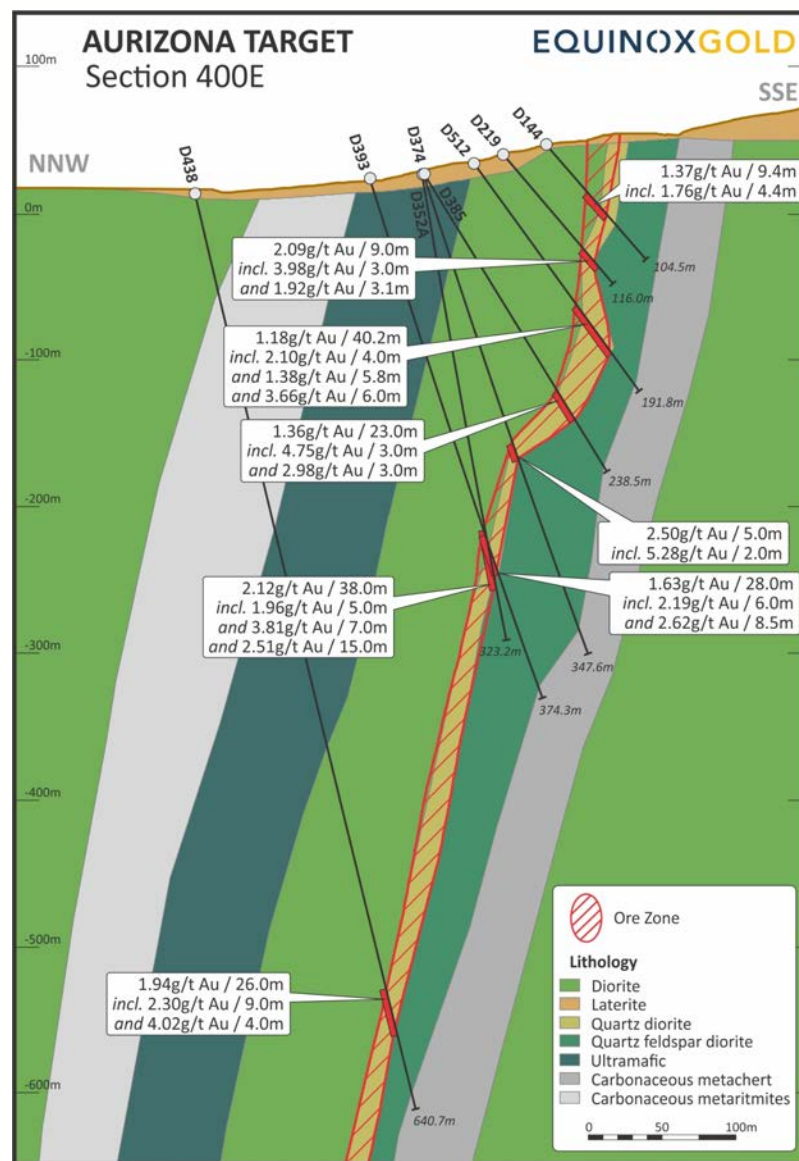 AURIZONA TARGET
Section 400E
EQUINOXGOLD
NNW
SSE
100m
0m
-100m
-200m
-300m
-400m
-500m
-600m
D438
D393
D374
D352A
D385
D512
D219
D144
1.37g/t Au / 9.4m
incl. 1.76g/t Au / 4.4m
104.5m
116.0m
2.09g/t Au / 9.0m
incl. 3.98g/t Au / 3.0m
and 1.92g/t Au / 3.1m
1.18g/t Au / 40.2m
incl. 2.10g/t Au / 4.0m
and 1.38g/t Au / 5.8m
and 3.66g/t Au / 6.0m
191.8m
1.36g/t Au / 23.0m
incl. 4.75g/t Au / 3.0m
and 2.98g/t Au / 3.0m
238.5m
2.50g/t Au / 5.0m
incl. 5.28g/t Au / 2.0m
2.12g/t Au / 38.0m
incl. 1.96g/t Au / 5.0m
and 3.81g/t Au / 7.0m
and 2.51g/t Au / 15.0m
1.63g/t Au / 28.0m
incl. 2.19g/t Au / 6.0m
and 2.62g/t Au / 8.5m
323.2m
347.6m
374.3m
1.94g/t Au / 26.0m
incl. 2.30g/t Au / 9.0m
and 4.02g/t Au / 4.0m
640.7m
Ore Zone
Lithology
Diorite
Laterite
Quartz diorite
Quartz feldspar diorite
Ultramafic
Carbonaceous metachert
Carbonaceous metaritmites
0 50 100m